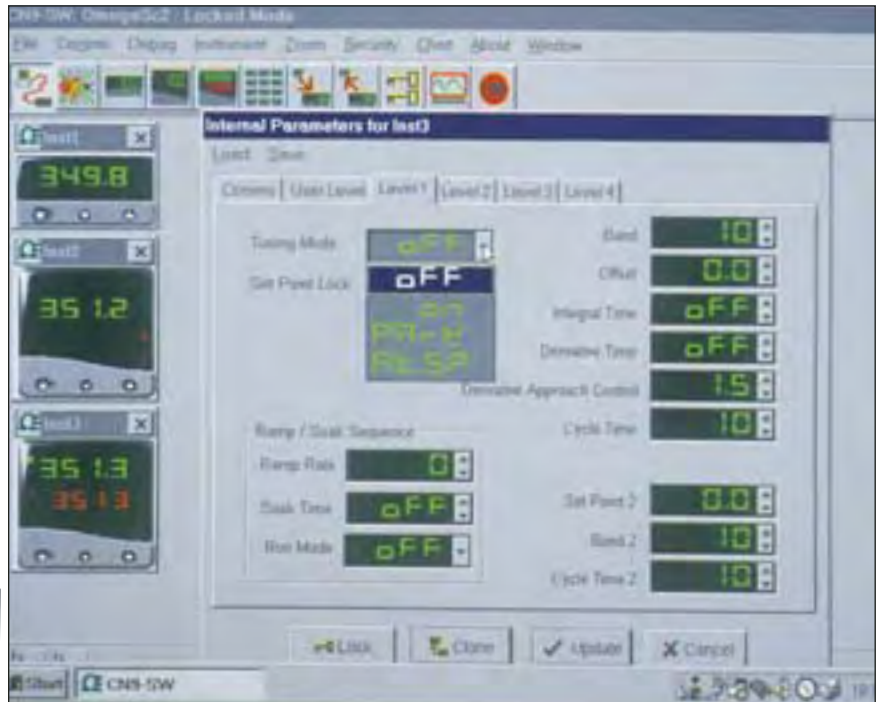 CN9-SW: OmegaSc2 : Locked Mode
File Comms Debug Instrument Zoom Security Chart About Window
Internal Parameters for Inst3
Load Save
Comms User Level Level 1 Level 2 Level 3 Level 4
Inst1
349.8
Inst2
351.2
Inst3
351.3
351.3
Tuning Mode oFF
oFF
on
PArk
Set Point Lock
Band 10
Offset 0.0
Integral Time oFF
Derivative Time oFF
Derivative Approach Control 1.5
Cycle Time 10
Ramp / Soak Sequence
Ramp Rate 0
Soak Time oFF
Run Mode oFF
Set Point 2 0.0
Band 2 10
Cycle Time 2 10
Lock Clone Update Cancel
Start CN9-SW